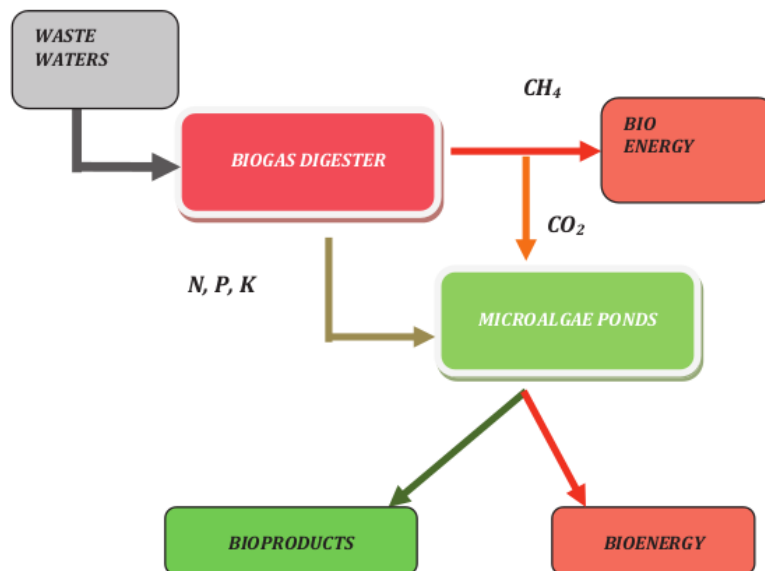 WASTE
WATERS
CH₄
BIOGAS DIGESTER
BIO
ENERGY
CO₂
N, P, K
MICROALGAE PONDS
BIOPRODUCTS
BIOENERGY